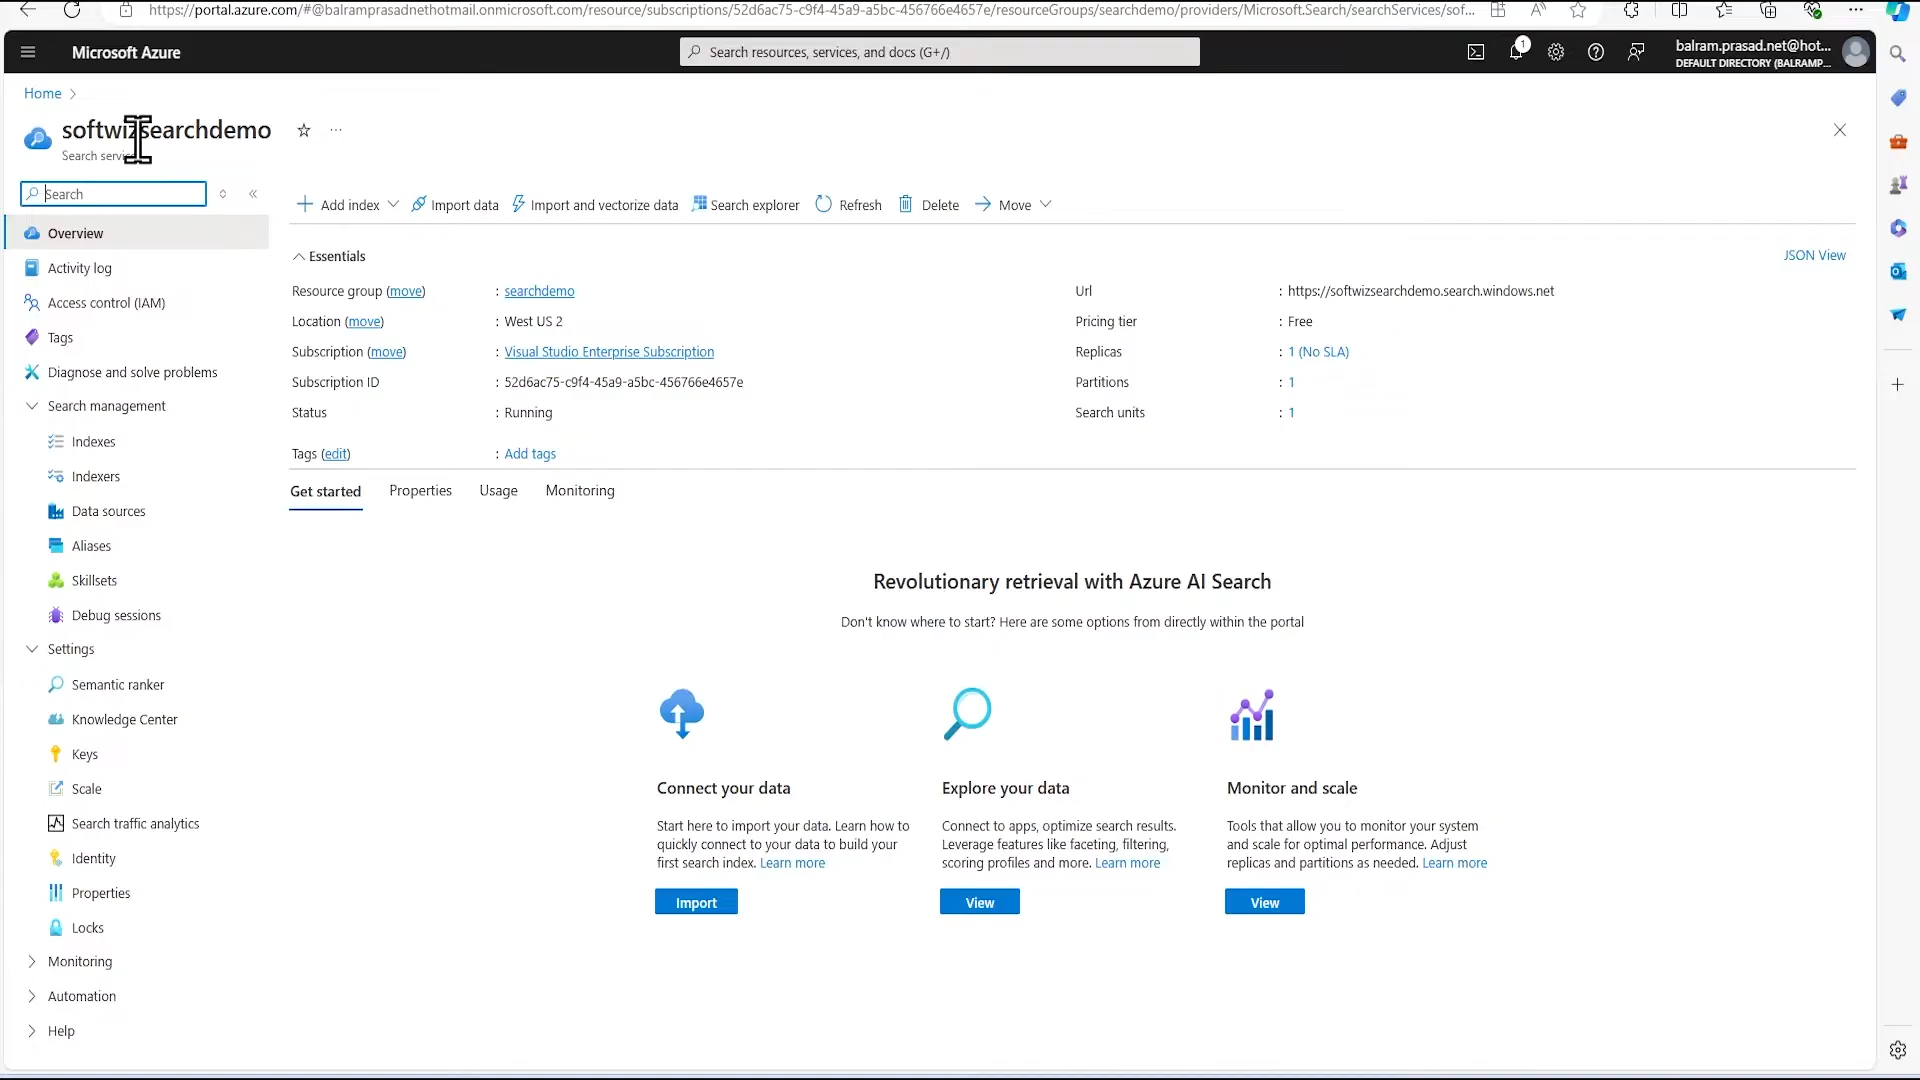 https://portal.azure.com/#@balramprasadnethotmail.onmicrosoft.com/resource/subscriptions/52d6ac75-c9f4-45a9-a5bc-456766e4657e/resourceGroups/searchdemo/providers/Microsoft.Search/searchServices/sof...
Microsoft Azure
Search resources, services, and docs (G+/)
1
balram.prasad.net@hot...
DEFAULT DIRECTORY (BALRAMP...
Home
softwizsearchdemo
Search service
Search
Add index
Import data
Import and vectorize data
Search explorer
Refresh
Delete
Move
Overview
Activity log
Access control (IAM)
Tags
Diagnose and solve problems
Search management
Indexes
Indexers
Data sources
Aliases
Skillsets
Debug sessions
Settings
Semantic ranker
Knowledge Center
Keys
Scale
Search traffic analytics
Identity
Properties
Locks
Monitoring
Automation
Help
Essentials
JSON View
Resource group (move) : searchdemo
Location (move) : West US 2
Subscription (move) : Visual Studio Enterprise Subscription
Subscription ID : 52d6ac75-c9f4-45a9-a5bc-456766e4657e
Status : Running
Tags (edit) : Add tags
Url : https://softwizsearchdemo.search.windows.net
Pricing tier : Free
Replicas : 1 (No SLA)
Partitions : 1
Search units : 1
Get started Properties Usage Monitoring
Revolutionary retrieval with Azure AI Search
Don't know where to start? Here are some options from directly within the portal
Connect your data
Start here to import your data. Learn how to
quickly connect to your data to build your
first search index. Learn more
Import
Explore your data
Connect to apps, optimize search results.
Leverage features like faceting, filtering,
scoring profiles and more. Learn more
View
Monitor and scale
Tools that allow you to monitor your system
and scale for optimal performance. Adjust
replicas and partitions as needed. Learn more
View